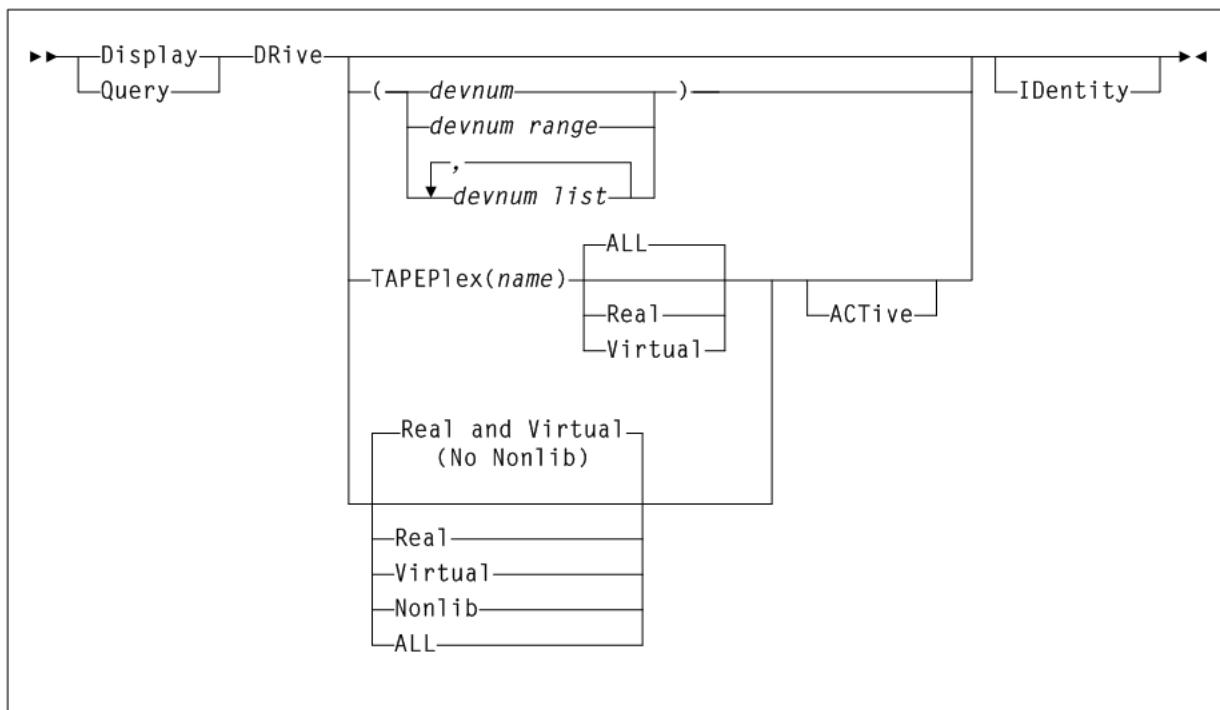 Display DRive
Query
IDentity
( devnum )
devnum range
,
devnum list
ALL
TAPEPlex(name)
Real
ACTive
Virtual
Real and Virtual
(No Nonlib)
Real
Virtual
Nonlib
ALL